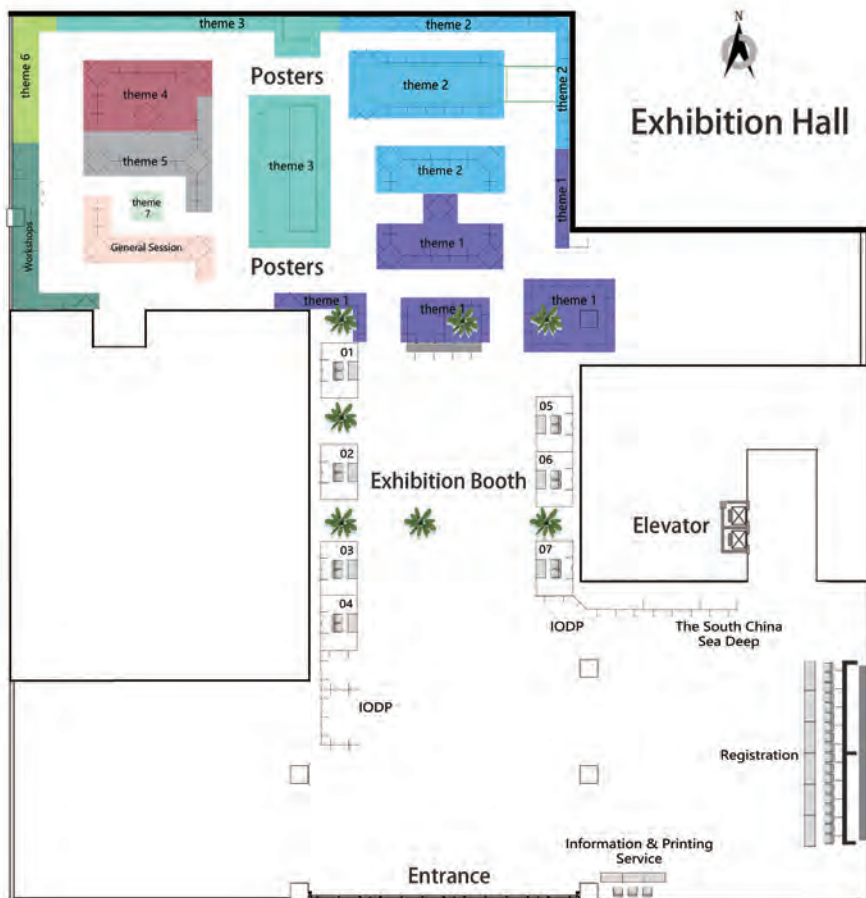 N
Exhibition Hall
theme 3
theme 2
theme 6
Posters
theme 4
theme 2
theme 2
theme 5
theme 3
theme 2
theme 1
theme
7
General Session
theme 1
Workshops
Posters
theme 1
theme 1
theme 1
01
05
02
06
Exhibition Booth
Elevator
03
07
04
IODP
The South China
Sea Deep
IODP
Registration
Information & Printing
Service
Entrance